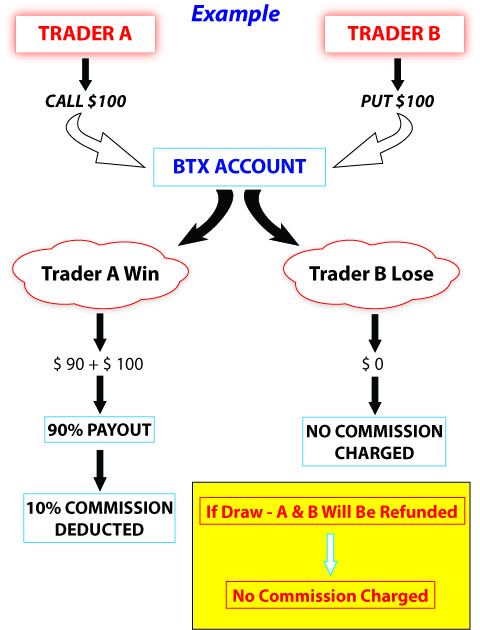 Example
TRADER A
TRADER B
CALL $100
PUT $100
BTX ACCOUNT
Trader A Win
Trader B Lose
$ 90 + $ 100
$ 0
90% PAYOUT
NO COMMISSION
CHARGED
10% COMMISSION
DEDUCTED
If Draw - A & B Will Be Refunded
No Commission Charged